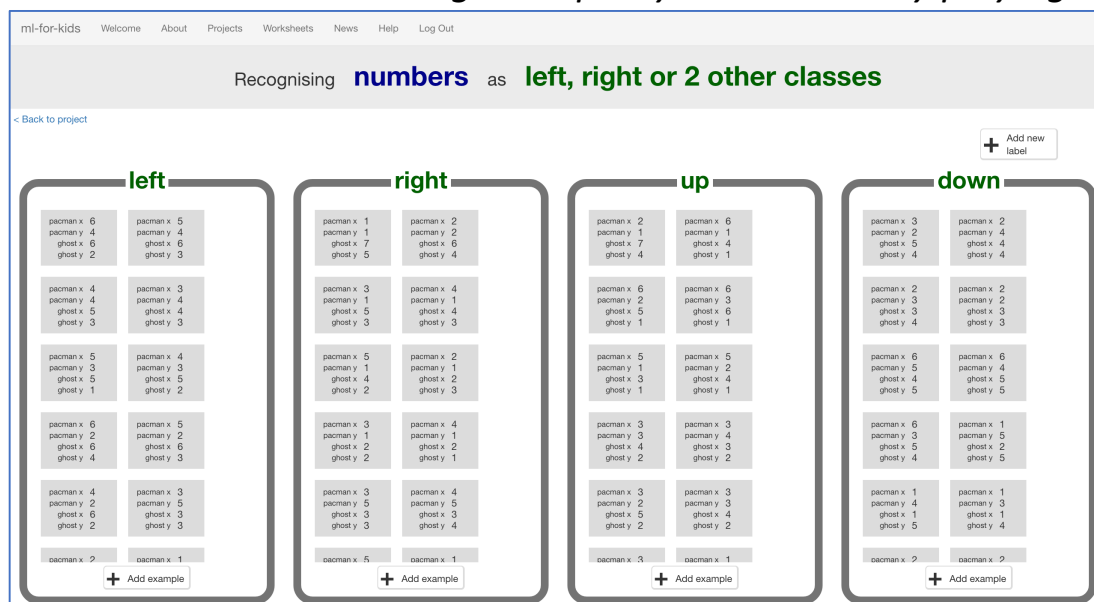 ml-for-kids Welcome About Projects Worksheets News Help Log Out
Recognising numbers as left, right or 2 other classes
< Back to project
+ Add new
label
left
pacman x 6 pacman x 5
pacman y 4 pacman y 4
ghost x 6 ghost x 6
ghost y 2 ghost y 3
pacman x 4 pacman x 3
pacman y 4 pacman y 4
ghost x 5 ghost x 4
ghost y 3 ghost y 3
pacman x 5 pacman x 4
pacman y 3 pacman y 3
ghost x 5 ghost x 5
ghost y 1 ghost y 2
pacman x 6 pacman x 5
pacman y 2 pacman y 2
ghost x 6 ghost x 6
ghost y 4 ghost y 3
pacman x 4 pacman x 3
pacman y 2 pacman y 5
ghost x 6 ghost x 3
ghost y 2 ghost y 3
pacman x 2 pacman x 1
+ Add example
right
pacman x 1 pacman x 2
pacman y 1 pacman y 2
ghost x 7 ghost x 6
ghost y 5 ghost y 4
pacman x 3 pacman x 4
pacman y 1 pacman y 1
ghost x 5 ghost x 4
ghost y 3 ghost y 3
pacman x 5 pacman x 2
pacman y 1 pacman y 1
ghost x 4 ghost x 2
ghost y 2 ghost y 3
pacman x 3 pacman x 4
pacman y 1 pacman y 1
ghost x 2 ghost x 2
ghost y 2 ghost y 1
pacman x 3 pacman x 4
pacman y 5 pacman y 5
ghost x 3 ghost x 3
ghost y 3 ghost y 4
pacman x 5 pacman x 1
+ Add example
up
pacman x 2 pacman x 6
pacman y 1 pacman y 1
ghost x 7 ghost x 4
ghost y 4 ghost y 1
pacman x 6 pacman x 6
pacman y 2 pacman y 3
ghost x 5 ghost x 6
ghost y 1 ghost y 1
pacman x 5 pacman x 5
pacman y 1 pacman y 2
ghost x 3 ghost x 4
ghost y 1 ghost y 1
pacman x 3 pacman x 3
pacman y 3 pacman y 4
ghost x 4 ghost x 3
ghost y 2 ghost y 2
pacman x 3 pacman x 3
pacman y 2 pacman y 3
ghost x 5 ghost x 4
ghost y 2 ghost y 2
pacman x 3 pacman x 1
+ Add example
down
pacman x 3 pacman x 2
pacman y 2 pacman y 4
ghost x 5 ghost x 4
ghost y 4 ghost y 4
pacman x 2 pacman x 2
pacman y 3 pacman y 2
ghost x 3 ghost x 3
ghost y 4 ghost y 3
pacman x 6 pacman x 6
pacman y 5 pacman y 4
ghost x 4 ghost x 5
ghost y 5 ghost y 5
pacman x 6 pacman x 1
pacman y 3 pacman y 5
ghost x 5 ghost x 2
ghost y 4 ghost y 5
pacman x 1 pacman x 1
pacman y 4 pacman y 3
ghost x 1 ghost x 1
ghost y 5 ghost y 4
pacman x 2 pacman x 2
+ Add example